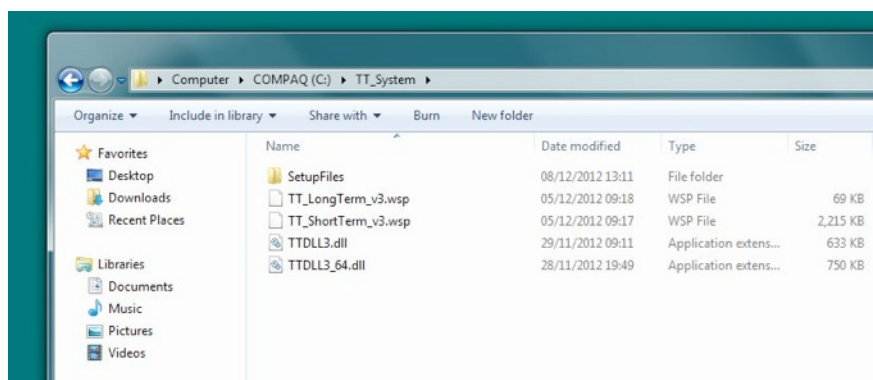 Computer ▸ COMPAQ (C:) ▸ TT_System ▸
Organize ▾ Include in library ▾ Share with ▾ Burn New folder
Favorites
Desktop
Downloads
Recent Places
Libraries
Documents
Music
Pictures
Videos
Name Date modified Type Size
SetupFiles 08/12/2012 13:11 File folder
TT_LongTerm_v3.wsp 05/12/2012 09:18 WSP File 69 KB
TT_ShortTerm_v3.wsp 05/12/2012 09:17 WSP File 2,215 KB
TTDLL3.dll 29/11/2012 09:11 Application extens... 633 KB
TTDLL3_64.dll 28/11/2012 19:49 Application extens... 750 KB